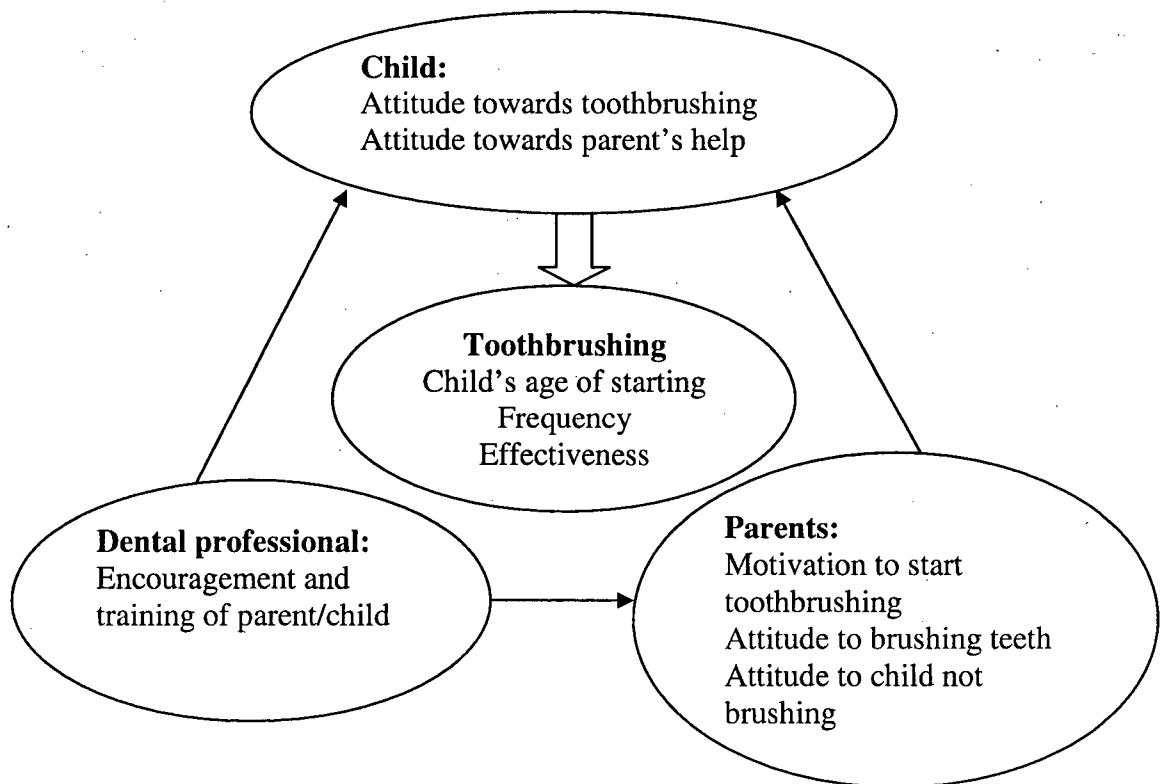 Child:
Attitude towards toothbrushing
Attitude towards parent's help
Toothbrushing
Child's age of starting
Frequency
Effectiveness
Dental professional:
Encouragement and
training of parent/child
Parents:
Motivation to start
toothbrushing
Attitude to brushing teeth
Attitude to child not
brushing